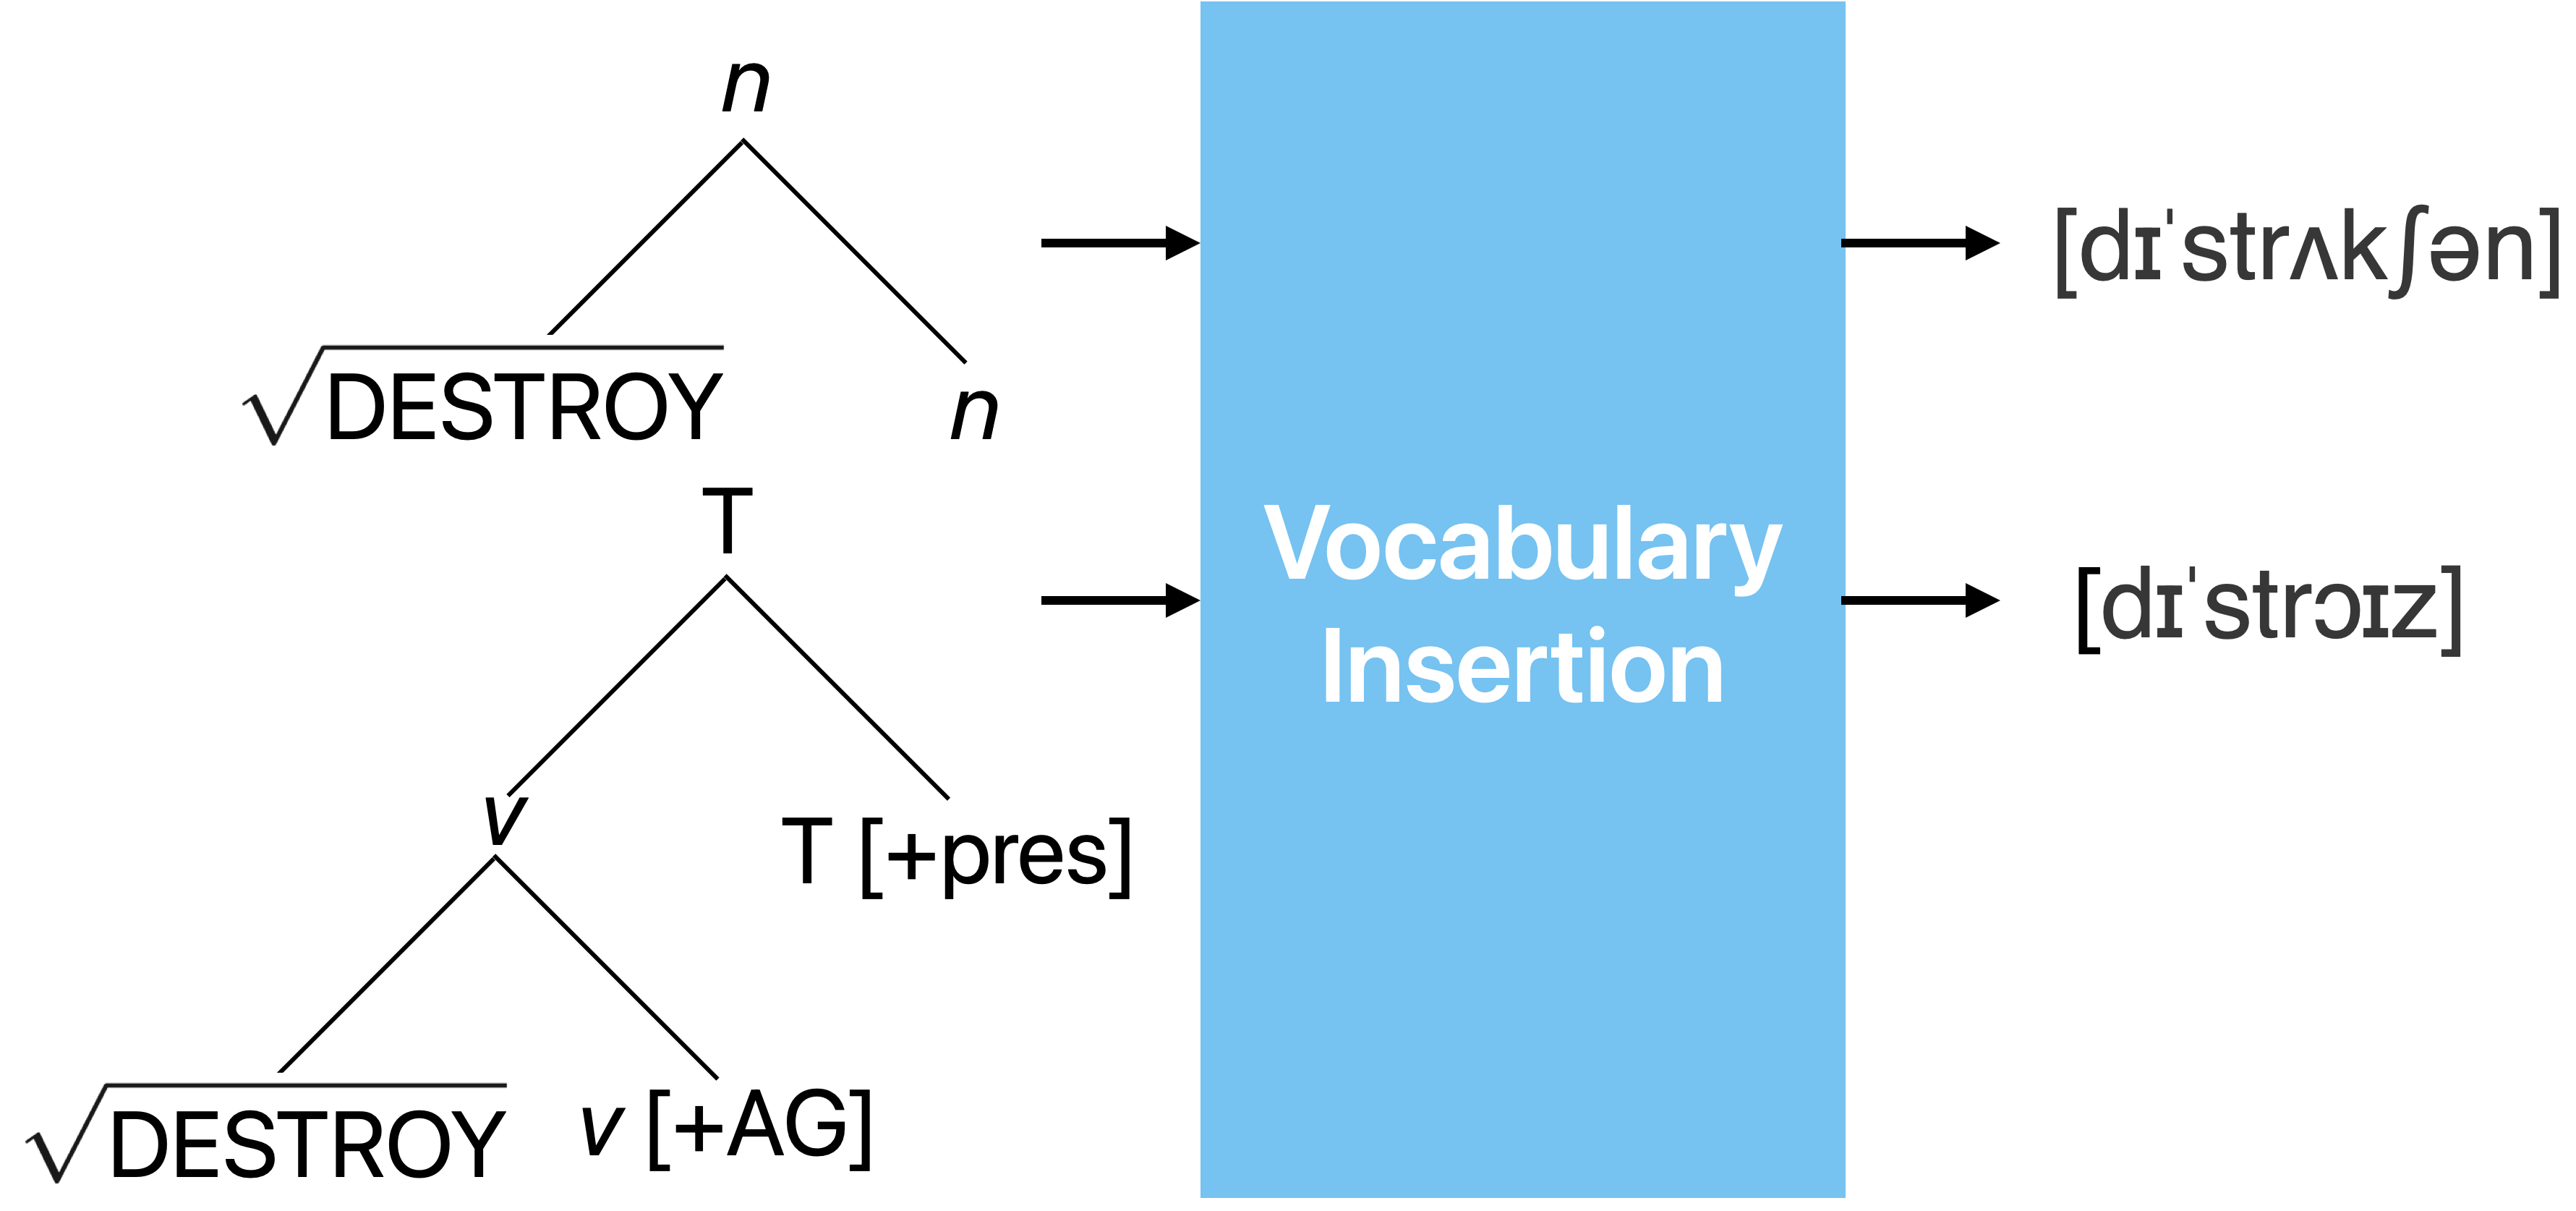 n
√DESTROY
n
T
v
T [+pres]
√DESTROY
v [+AG]
Vocabulary
Insertion
[dɪˈstrʌkʃən]
[dɪˈstrɔɪz]